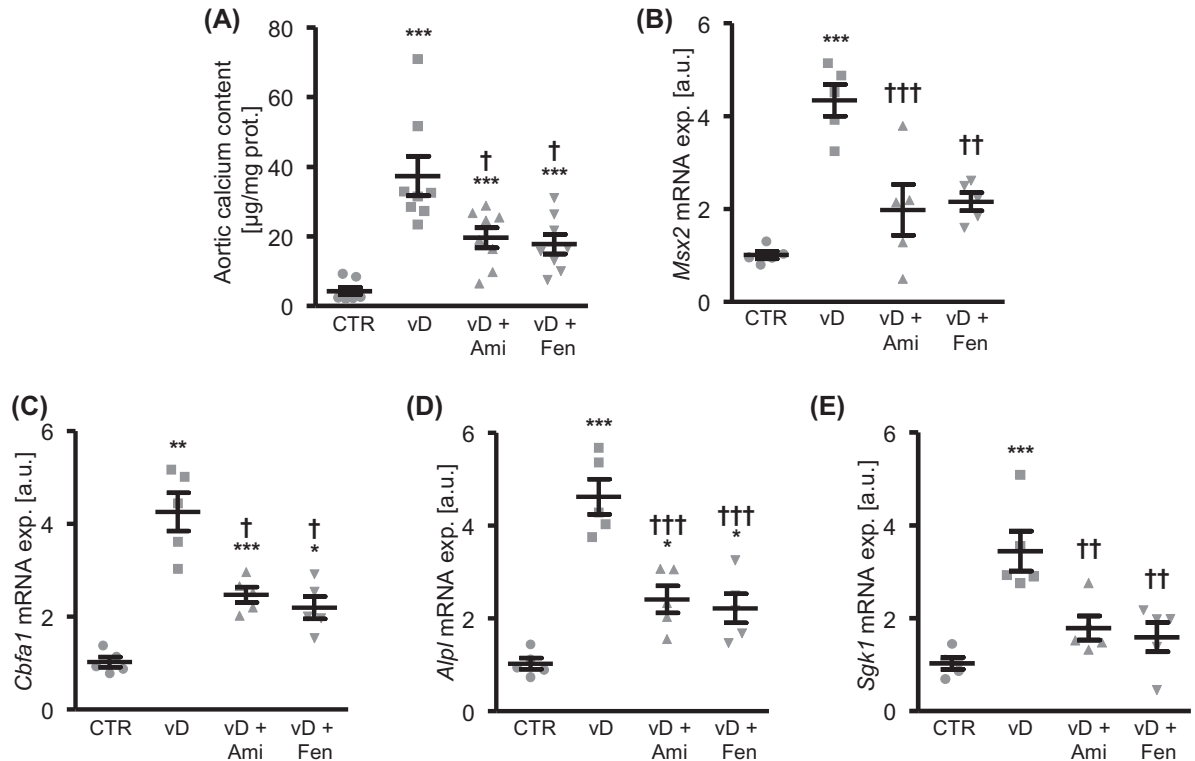 (A)
Aortic calcium content
[µg/mg prot.]
80
60
40
20
0
***
†
***
†
***
CTR
vD
vD +
Ami
vD +
Fen
(B)
Msx2 mRNA exp. [a.u.]
6
4
2
0
***
†††
††
CTR
vD
vD +
Ami
vD +
Fen
(C)
Cbfa1 mRNA exp. [a.u.]
6
4
2
0
**
†
***
†
*
CTR
vD
vD +
Ami
vD +
Fen
(D)
Alpl mRNA exp. [a.u.]
6
4
2
0
***
†††
*
†††
*
CTR
vD
vD +
Ami
vD +
Fen
(E)
Sgk1 mRNA exp. [a.u.]
6
4
2
0
***
††
††
CTR
vD
vD +
Ami
vD +
Fen